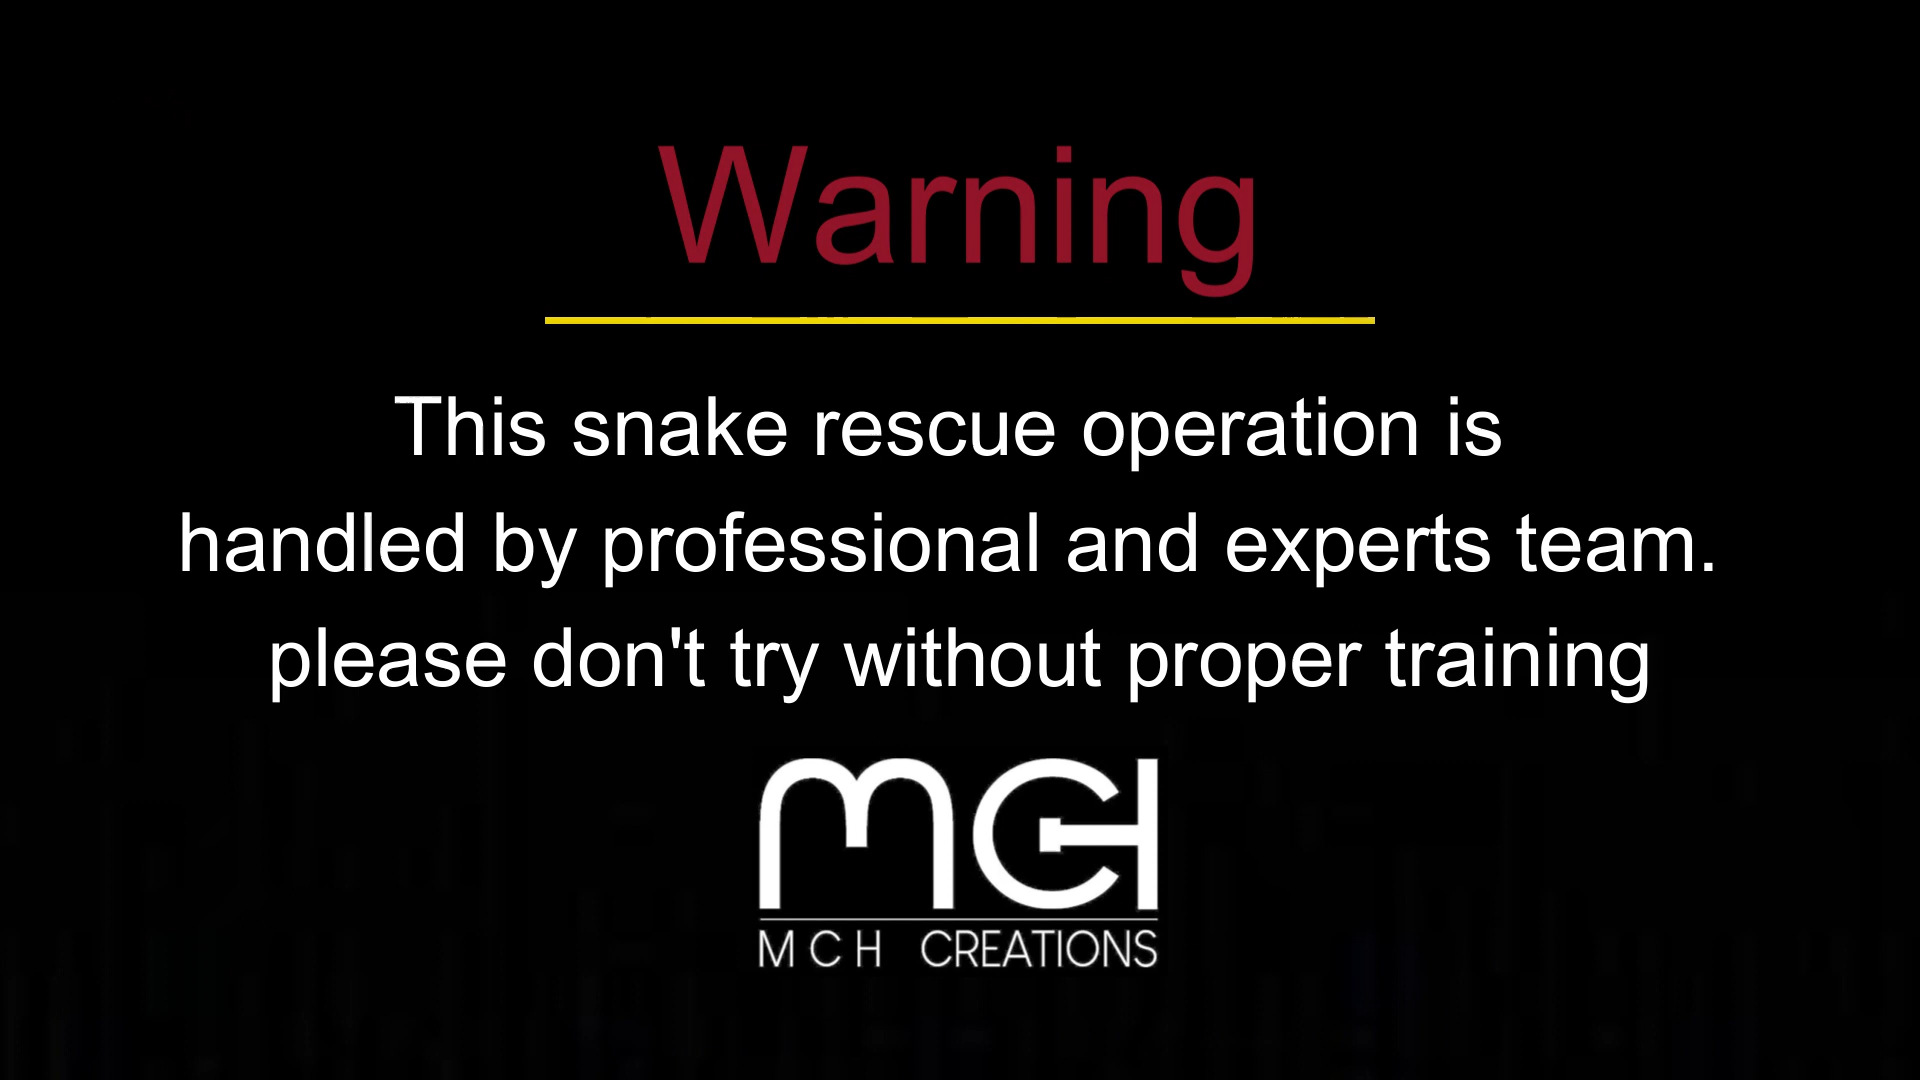 Warning
This snake rescue operation is
handled by professional and experts team.
please don't try without proper training
MCH
MCH CREATIONS